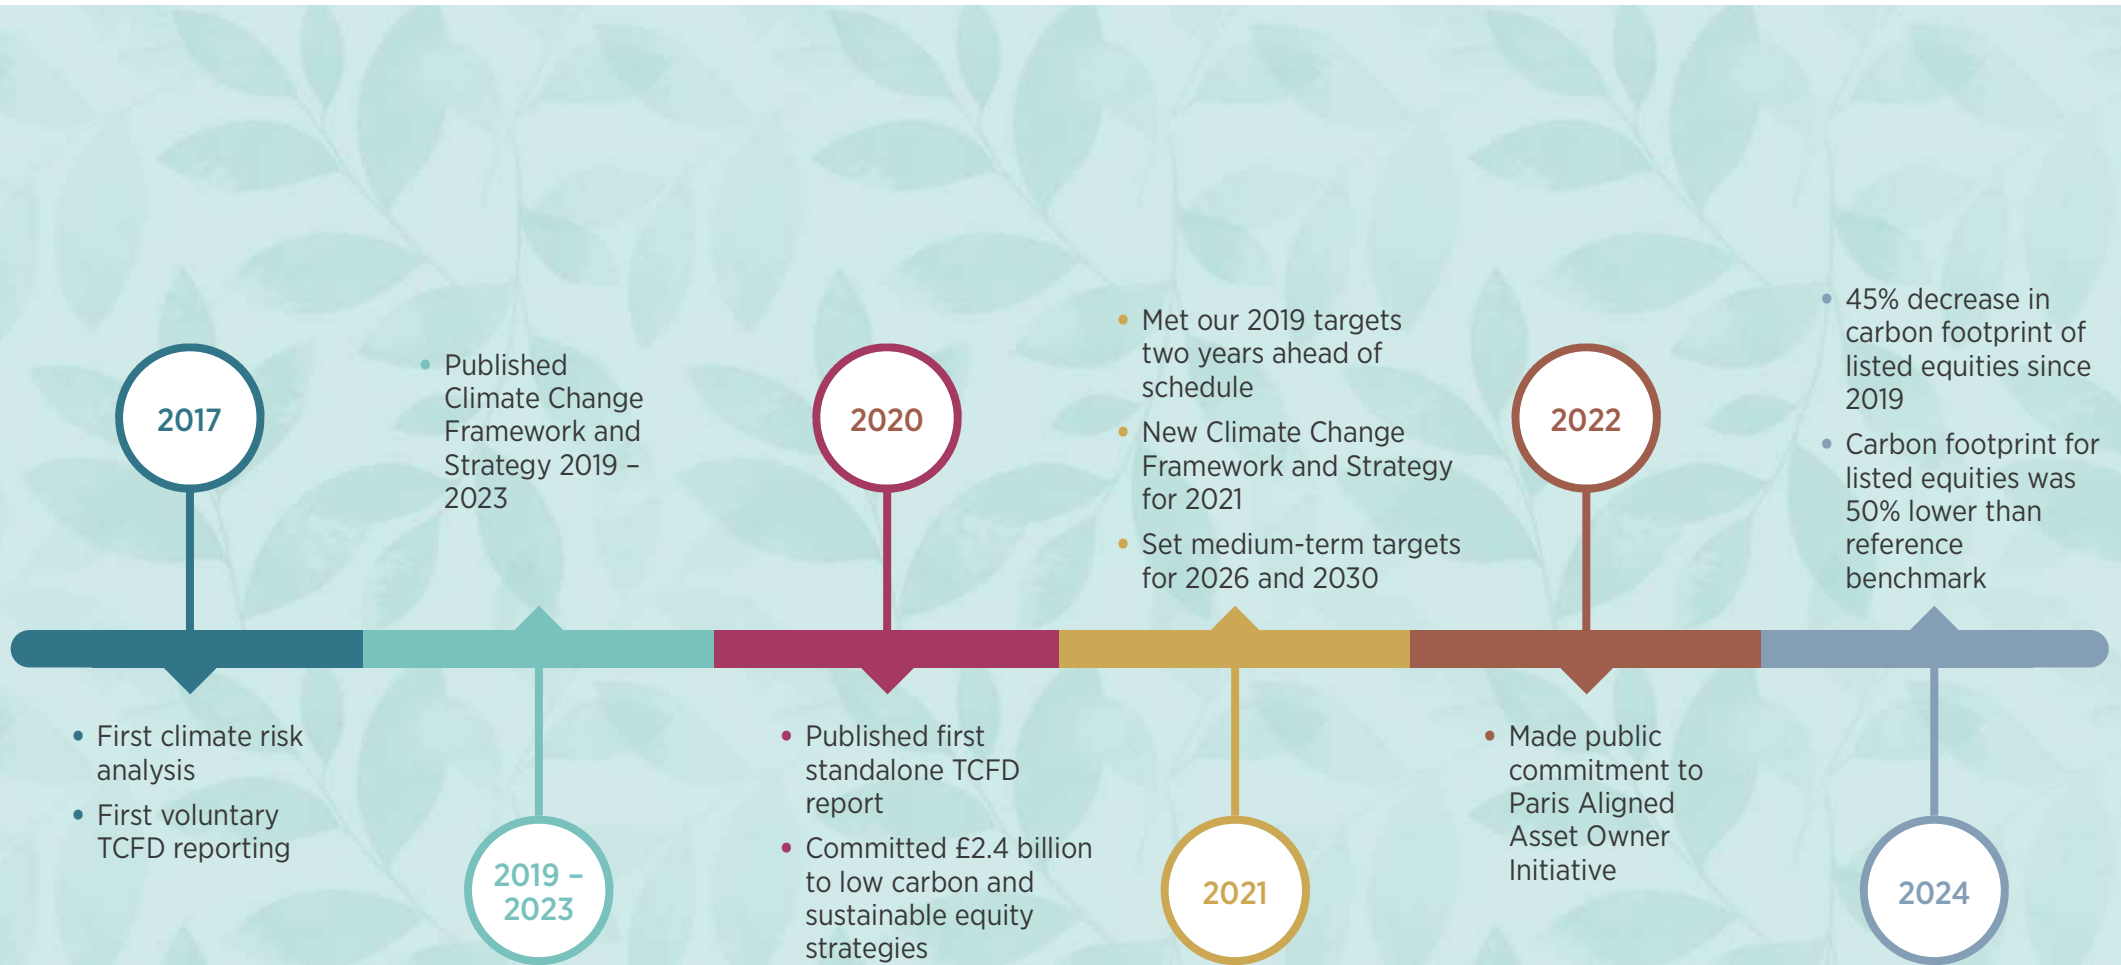 2017
• First climate risk
analysis
• First voluntary
TCFD reporting
2019 –
2023
• Published
Climate Change
Framework and
Strategy 2019 –
2023
2020
• Published first
standalone TCFD
report
• Committed £2.4 billion
to low carbon and
sustainable equity
strategies
2021
• Met our 2019 targets
two years ahead of
schedule
• New Climate Change
Framework and Strategy
for 2021
• Set medium-term targets
for 2026 and 2030
2022
• Made public
commitment to
Paris Aligned
Asset Owner
Initiative
2024
• 45% decrease in
carbon footprint of
listed equities since
2019
• Carbon footprint for
listed equities was
50% lower than
reference
benchmark